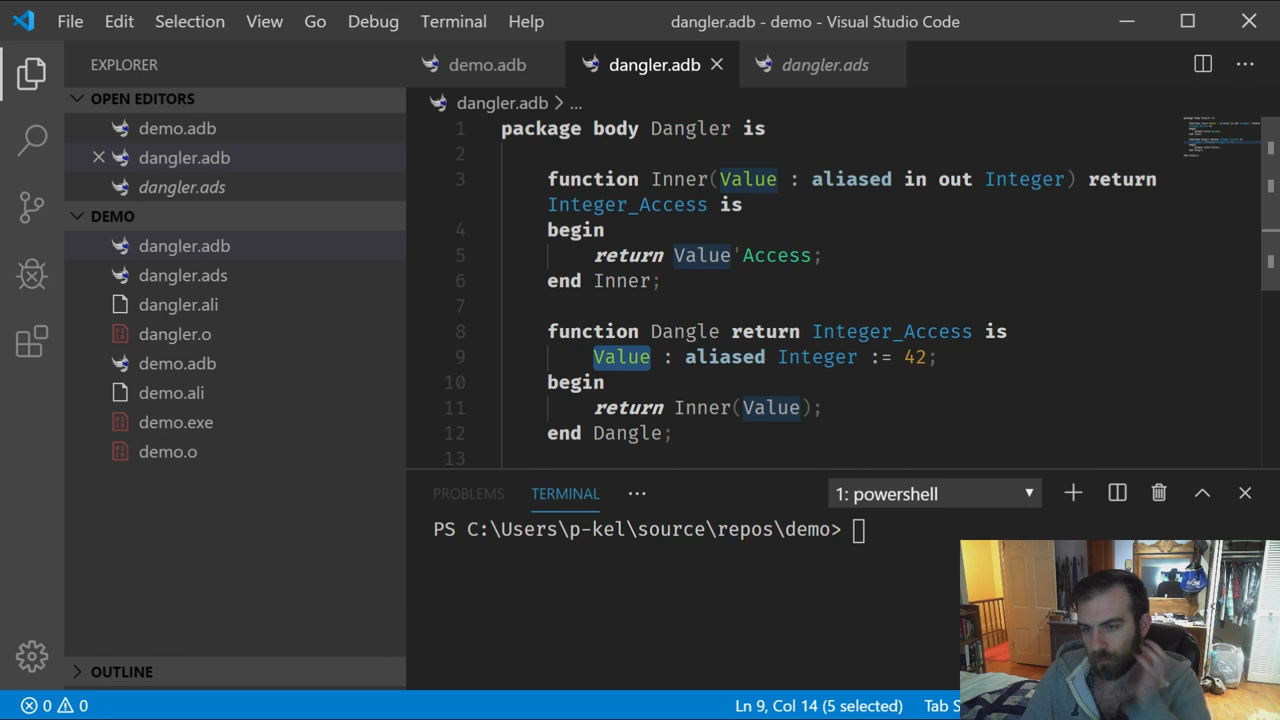 File Edit Selection View Go Debug Terminal Help dangler.adb - demo - Visual Studio Code
EXPLORER
OPEN EDITORS
demo.adb
dangler.adb
dangler.ads
DEMO
dangler.adb
dangler.ads
dangler.ali
dangler.o
demo.adb
demo.ali
demo.exe
demo.o
OUTLINE
demo.adb dangler.adb dangler.ads
dangler.adb > ...
1 package body Dangler is
2
3 function Inner(Value : aliased in out Integer) return
Integer_Access is
4 begin
5 return Value'Access;
6 end Inner;
7
8 function Dangle return Integer_Access is
9 Value : aliased Integer := 42;
10 begin
11 return Inner(Value);
12 end Dangle;
13
PROBLEMS TERMINAL ... 1: powershell
PS C:\Users\p-kel\source\repos\demo>
0 0 Ln 9, Col 14 (5 selected) Tab S